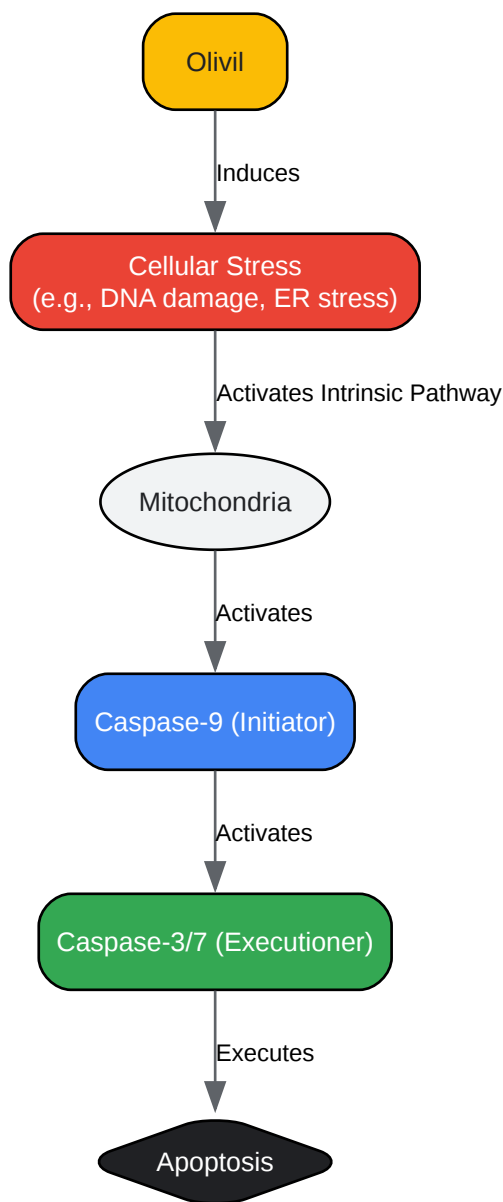 Olivil
Induces
Cellular Stress
(e.g., DNA damage, ER stress)
Activates Intrinsic Pathway
Mitochondria
Activates
Caspase-9 (Initiator)
Activates
Caspase-3/7 (Executioner)
Executes
Apoptosis